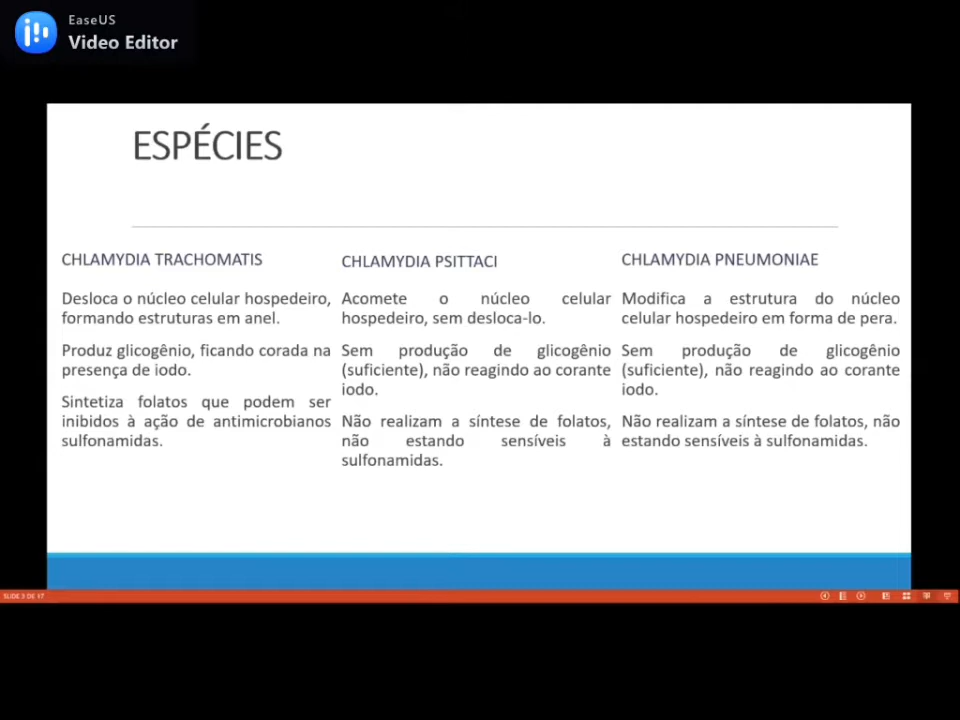 EaseUS
Video Editor
ESPÉCIES
CHLAMYDIA TRACHOMATIS
Desloca o núcleo celular hospedeiro,
formando estruturas em anel.
Produz glicogênio, ficando corada na
presença de iodo.
Sintetiza folatos que podem ser
inibidos à ação de antimicrobianos
sulfonamidas.
CHLAMYDIA PSITTACI
Acomete o núcleo celular
hospedeiro, sem desloca-lo.
Sem produção de glicogênio
(suficiente), não reagindo ao corante
iodo.
Não realizam a síntese de folatos,
não estando sensíveis à
sulfonamidas.
CHLAMYDIA PNEUMONIAE
Modifica a estrutura do núcleo
celular hospedeiro em forma de pera.
Sem produção de glicogênio
(suficiente), não reagindo ao corante
iodo.
Não realizam a síntese de folatos, não
estando sensíveis à sulfonamidas.
SLIDE 3 DE 17